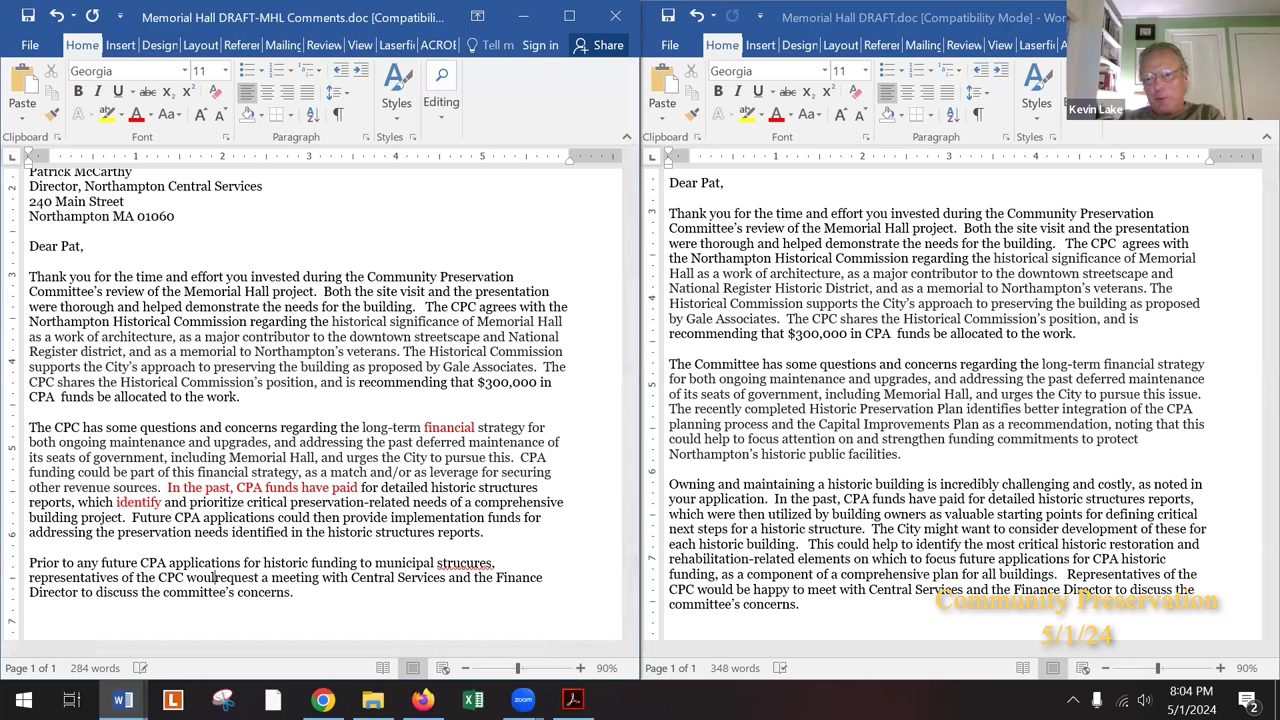 Memorial Hall DRAFT-MHL Comments.doc [Compatibili...
File Home Insert Design Layout Referen Mailing Review View Laserfic ACROB Tell m Sign in Share
Georgia 11
Paste
Styles
Editing
Clipboard Font Paragraph Styles
Patrick McCarthy
Director, Northampton Central Services
240 Main Street
Northampton MA 01060
Dear Pat,
Thank you for the time and effort you invested during the Community Preservation
Committee's review of the Memorial Hall project. Both the site visit and the presentation
were thorough and helped demonstrate the needs for the building. The CPC agrees with the
Northampton Historical Commission regarding the historical significance of Memorial Hall
as a work of architecture, as a major contributor to the downtown streetscape and National
Register district, and as a memorial to Northampton's veterans. The Historical Commission
supports the City's approach to preserving the building as proposed by Gale Associates. The
CPC shares the Historical Commission's position, and is recommending that $300,000 in
CPA funds be allocated to the work.
The CPC has some questions and concerns regarding the long-term financial strategy for
both ongoing maintenance and upgrades, and addressing the past deferred maintenance of
its seats of government, including Memorial Hall, and urges the City to pursue this. CPA
funding could be part of this financial strategy, as a match and/or as leverage for securing
other revenue sources. In the past, CPA funds have paid for detailed historic structures
reports, which identify and prioritize critical preservation-related needs of a comprehensive
building project. Future CPA applications could then provide implementation funds for
addressing the preservation needs identified in the historic structures reports.
Prior to any future CPA applications for historic funding to municipal strucures,
representatives of the CPC wouldrequest a meeting with Central Services and the Finance
Director to discuss the committee's concerns.
Page 1 of 1 284 words 90%
Memorial Hall DRAFT.doc [Compatibility Mode] - Wor
File Home Insert Design Layout Referen Mailing Review View Laserfic
Georgia 11
Paste
Styles
Clipboard Font Paragraph Styles
Kevin Lake
Dear Pat,
Thank you for the time and effort you invested during the Community Preservation
Committee's review of the Memorial Hall project. Both the site visit and the presentation
were thorough and helped demonstrate the needs for the building. The CPC agrees with
the Northampton Historical Commission regarding the historical significance of Memorial
Hall as a work of architecture, as a major contributor to the downtown streetscape and
National Register Historic District, and as a memorial to Northampton's veterans. The
Historical Commission supports the City's approach to preserving the building as proposed
by Gale Associates. The CPC shares the Historical Commission's position, and is
recommending that $300,000 in CPA funds be allocated to the work.
The Committee has some questions and concerns regarding the long-term financial strategy
for both ongoing maintenance and upgrades, and addressing the past deferred maintenance
of its seats of government, including Memorial Hall, and urges the City to pursue this issue.
The recently completed Historic Preservation Plan identifies better integration of the CPA
planning process and the Capital Improvements Plan as a recommendation, noting that this
could help to focus attention on and strengthen funding commitments to protect
Northampton's historic public facilities.
Owning and maintaining a historic building is incredibly challenging and costly, as noted in
your application. In the past, CPA funds have paid for detailed historic structures reports,
which were then utilized by building owners as valuable starting points for defining critical
next steps for a historic structure. The City might want to consider development of these for
each historic building. This could help to identify the most critical historic restoration and
rehabilitation-related elements on which to focus future applications for CPA historic
funding, as a component of a comprehensive plan for all buildings. Representatives of the
CPC would be happy to meet with Central Services and the Finance Director to discuss the
committee's concerns.
Community Preservation
5/1/24
Page 1 of 1 348 words 90%
8:04 PM
5/1/2024
2